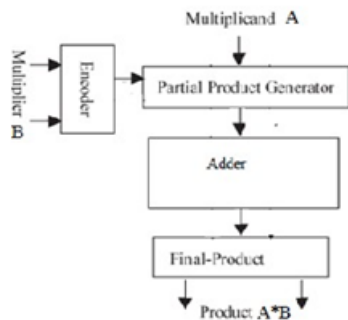 Multiplicand A
Multiplier
B
Encoder
Partial Product Generator
Adder
Final-Product
Product A*B